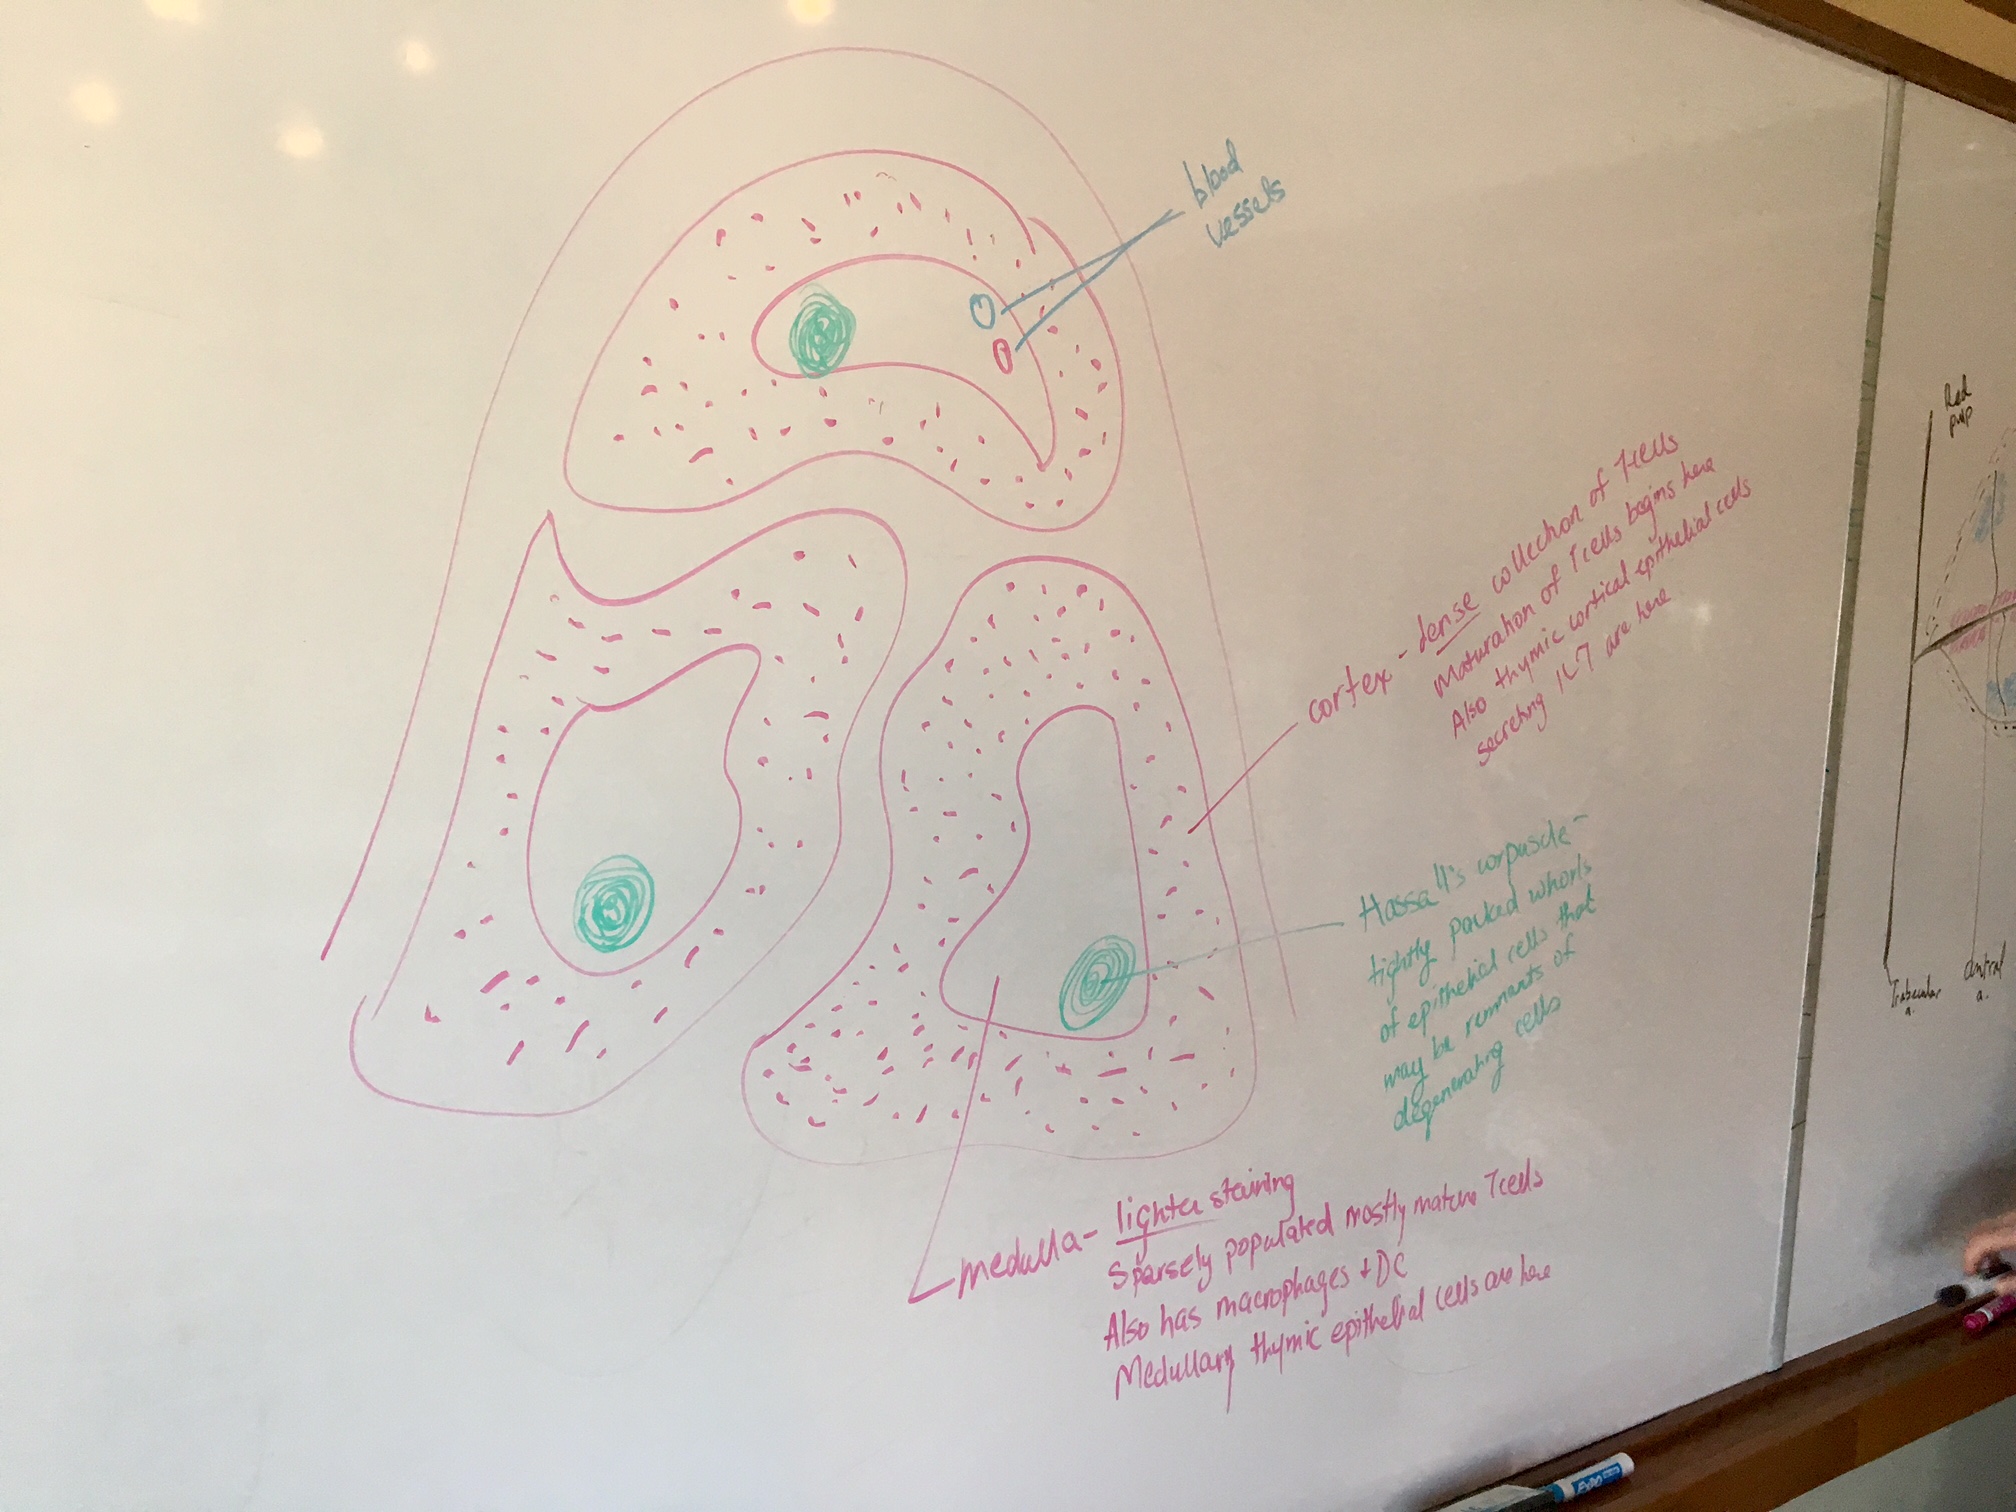 blood
vessels
cortex - dense collection of T cells
Maturation of T cells begins here
Also thymic cortical epithelial cells
secreting IL-7 are here
Hassall's corpuscle -
tightly packed whorls
of epithelial cells that
may be remnants of
degenerating cells
medulla - lighter staining
Sparsely populated mostly mature T cells
Also has macrophages + DC
Medullary thymic epithelial cells are here
Red
pulp
Trabecular
a.
Central
a.
EXPO